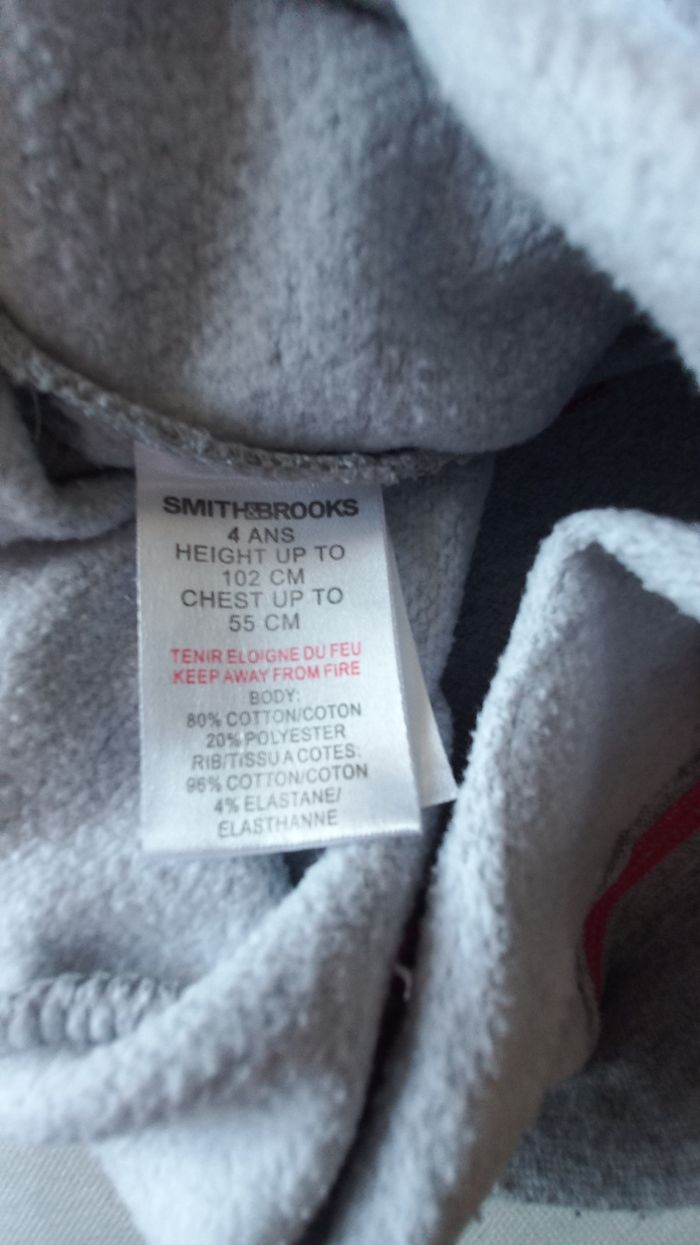 SMITH&BROOKS
4 ANS
HEIGHT UP TO
102 CM
CHEST UP TO
55 CM
TENIR ELOIGNE DU FEU
KEEP AWAY FROM FIRE
BODY:
80% COTTON/COTON
20% POLYESTER
RIB/TISSU A COTES:
96% COTTON/COTON
4% ELASTANE/
ELASTHANNE